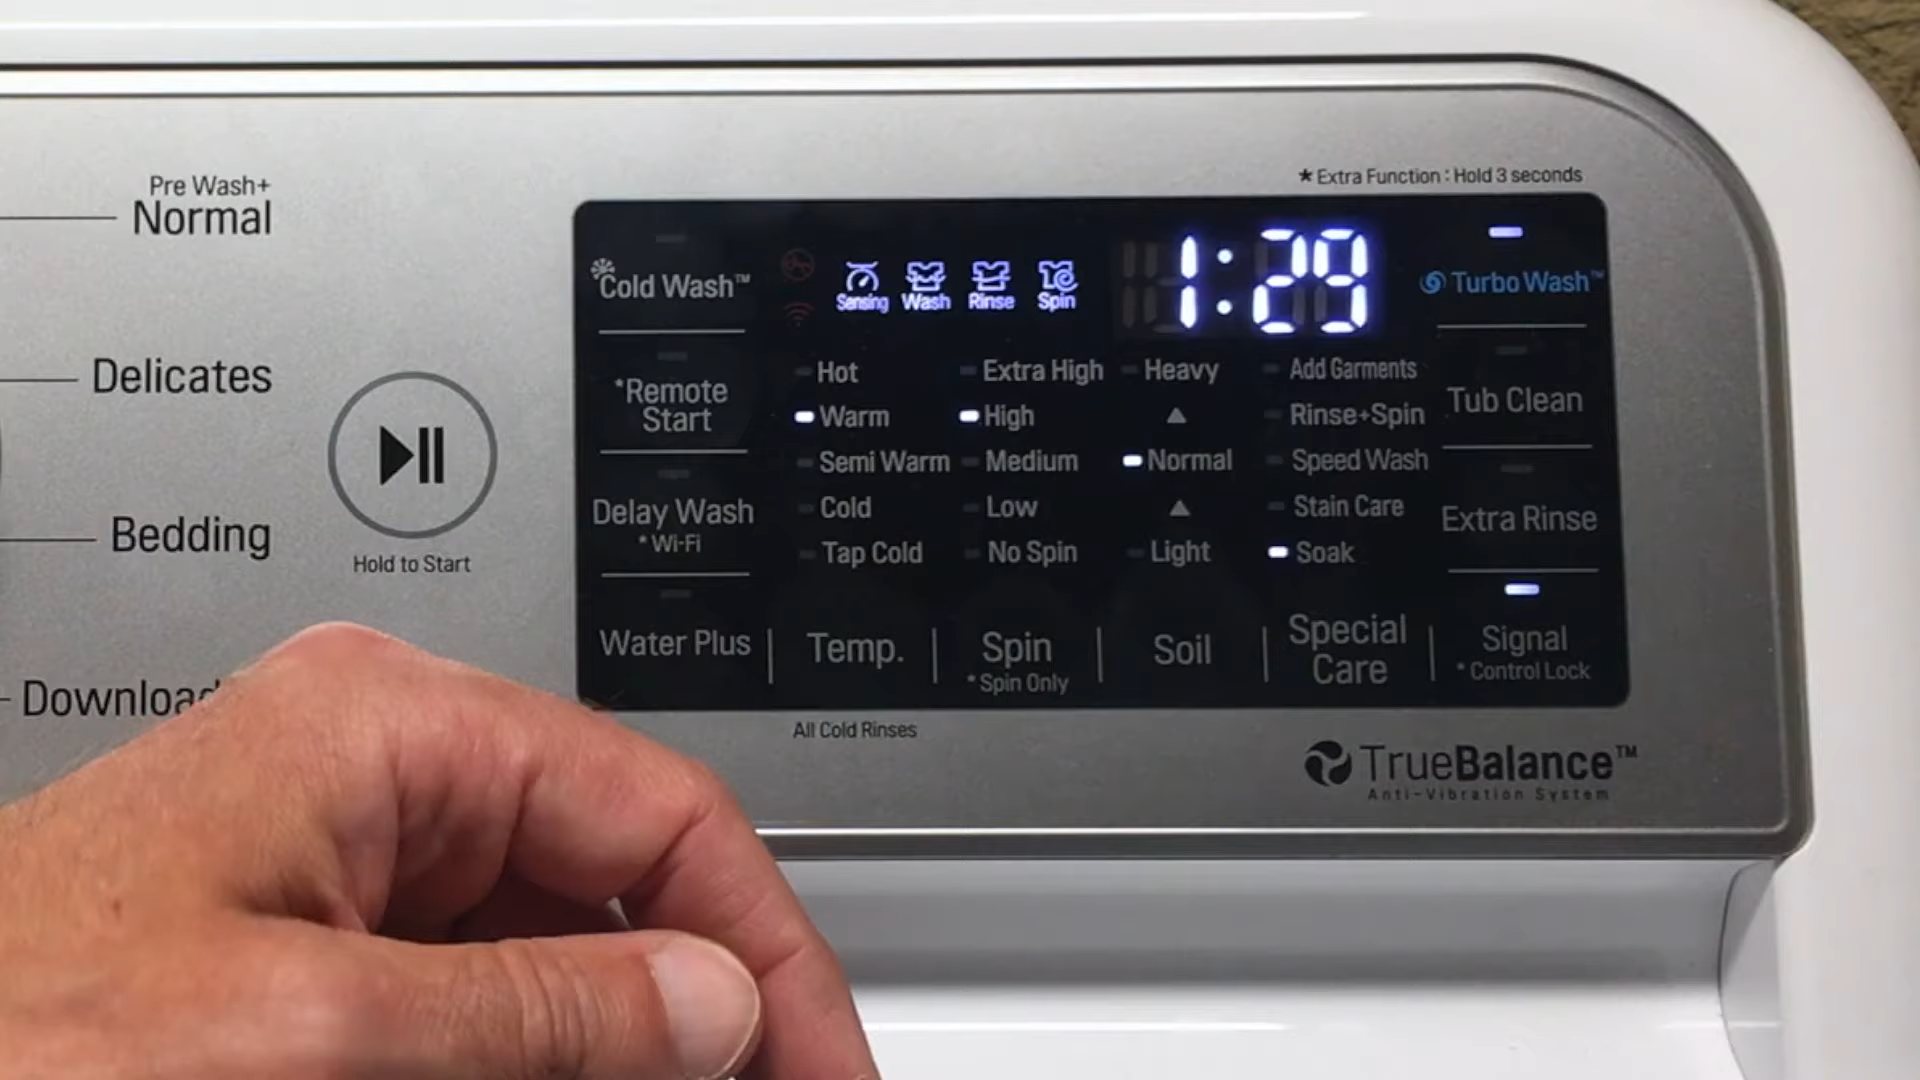 Pre Wash+
Normal
Delicates
Bedding
Download
Hold to Start
* Extra Function : Hold 3 seconds
Cold Wash™
*Remote
Start
Delay Wash
* Wi-Fi
Water Plus
Sensing Wash Rinse Spin
1:29
Hot
Warm
Semi Warm
Cold
Tap Cold
Temp.
Extra High
High
Medium
Low
No Spin
Spin
* Spin Only
Heavy
Normal
Light
Soil
Add Garments
Rinse+Spin
Speed Wash
Stain Care
Soak
Special
Care
Turbo Wash™
Tub Clean
Extra Rinse
Signal
* Control Lock
All Cold Rinses
TrueBalance™
Anti-Vibration System